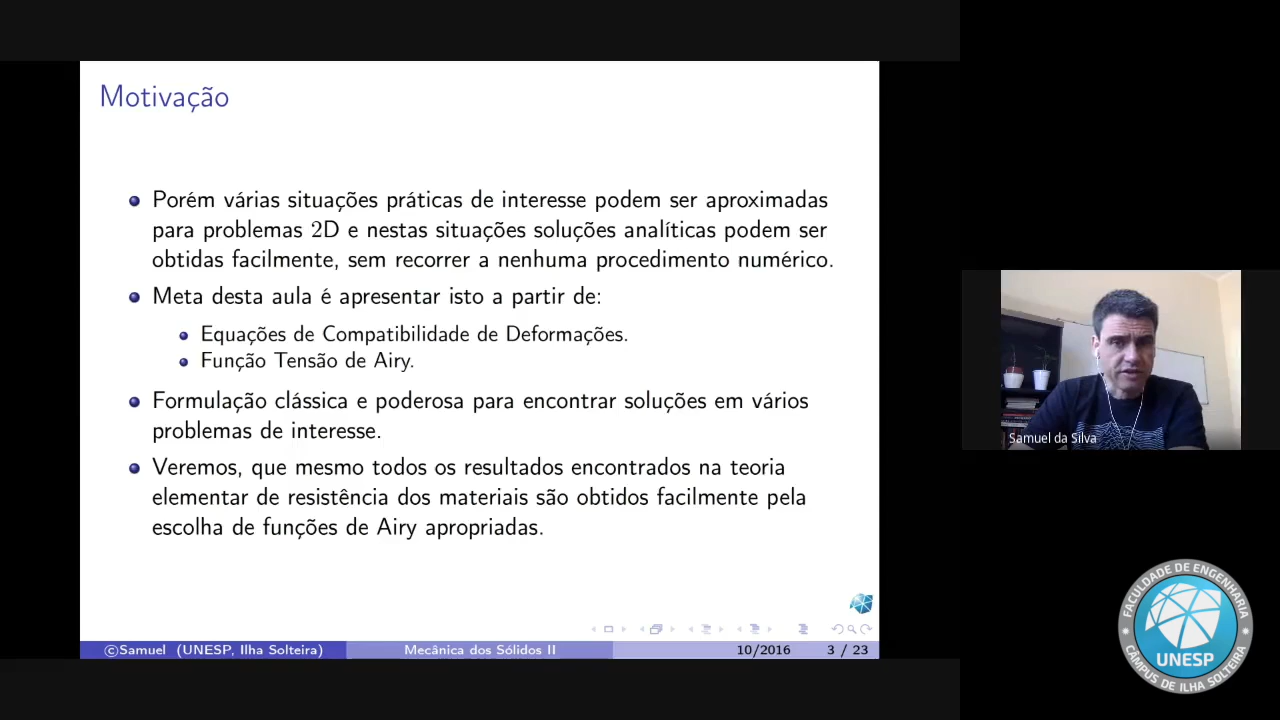 Motivação
Porém várias situações práticas de interesse podem ser aproximadas
para problemas 2D e nestas situações soluções analíticas podem ser
obtidas facilmente, sem recorrer a nenhuma procedimento numérico.
Meta desta aula é apresentar isto a partir de:
Equações de Compatibilidade de Deformações.
Função Tensão de Airy.
Formulação clássica e poderosa para encontrar soluções em vários
problemas de interesse.
Veremos, que mesmo todos os resultados encontrados na teoria
elementar de resistência dos materiais são obtidos facilmente pela
escolha de funções de Airy apropriadas.
©Samuel (UNESP, Ilha Solteira)
Mecânica dos Sólidos II
10/2016
3 / 23
Samuel da Silva
FACULDADE DE ENGENHARIA
UNESP
CÂMPUS DE ILHA SOLTEIRA